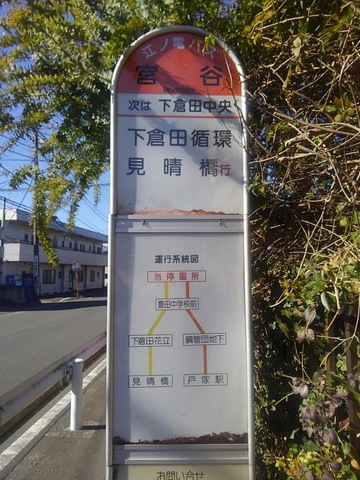 江ノ電バス
宮谷
Miyadani
次は 下倉田中央
下倉田循環
見晴橋行
運行系統図
当停留所
豊田中学校前
下倉田花立 鋼管団地下
見晴橋 戸塚駅
お問い合せ